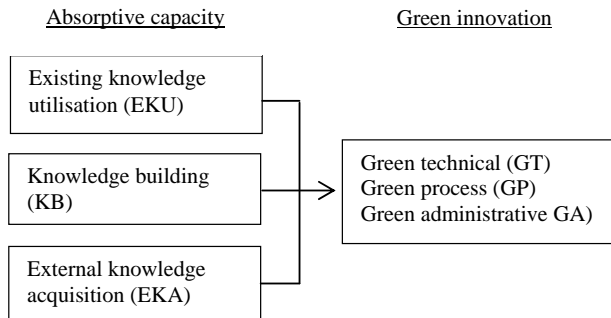 Absorptive capacity
Green innovation
Existing knowledge
utilisation (EKU)
Knowledge building
(KB)
External knowledge
acquisition (EKA)
Green technical (GT)
Green process (GP)
Green administrative GA)